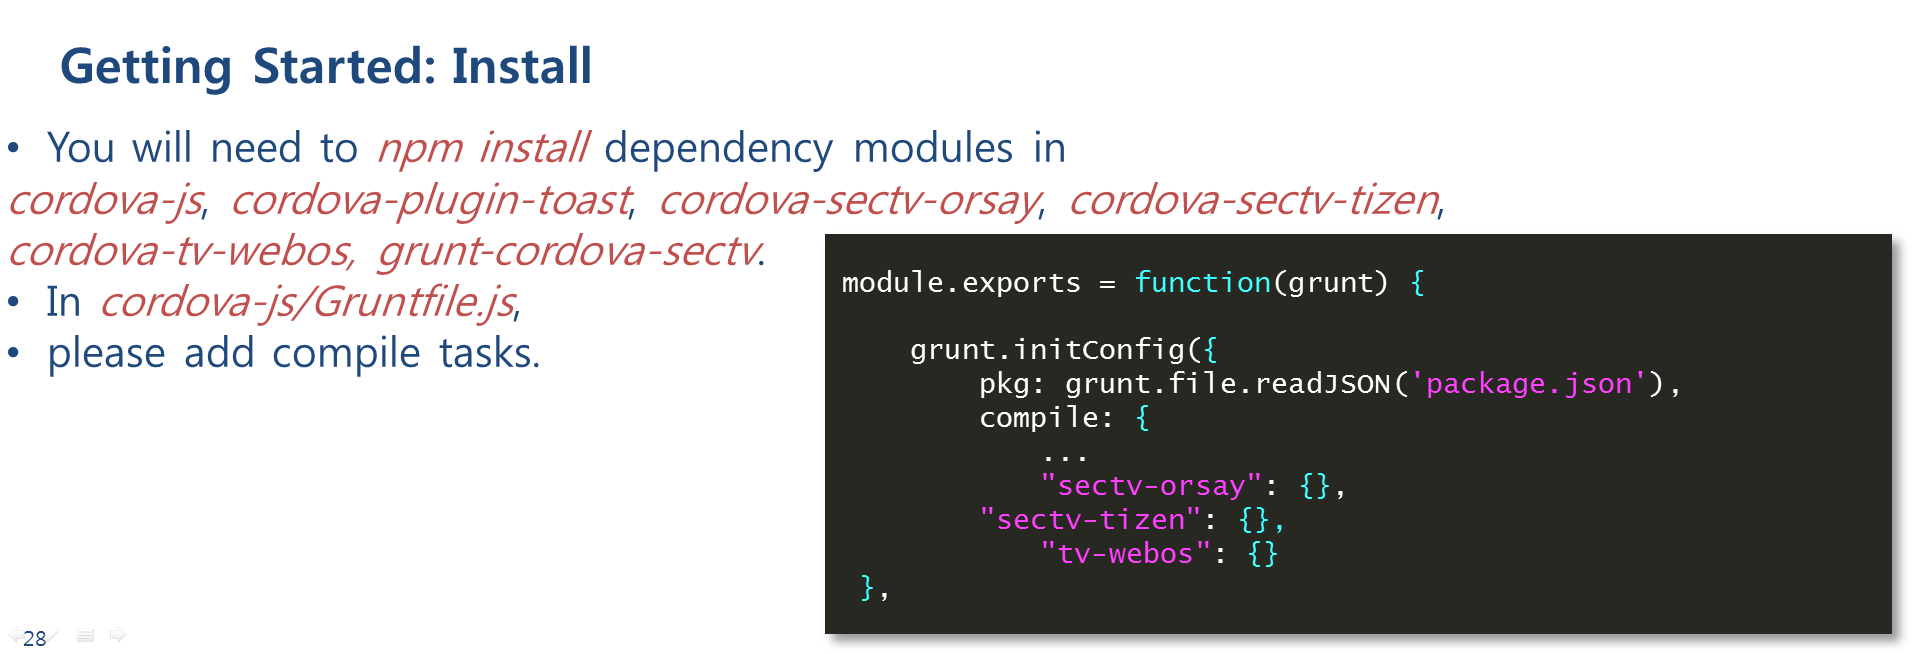 Getting Started: Install
• You will need to npm install dependency modules in
cordova-js, cordova-plugin-toast, cordova-sectv-orsay, cordova-sectv-tizen,
cordova-tv-webos, grunt-cordova-sectv.
• In cordova-js/Gruntfile.js,
• please add compile tasks.
module.exports = function(grunt) {
grunt.initConfig({
pkg: grunt.file.readJSON('package.json'),
compile: {
...
"sectv-orsay": {},
"sectv-tizen": {},
"tv-webos": {}
},
28